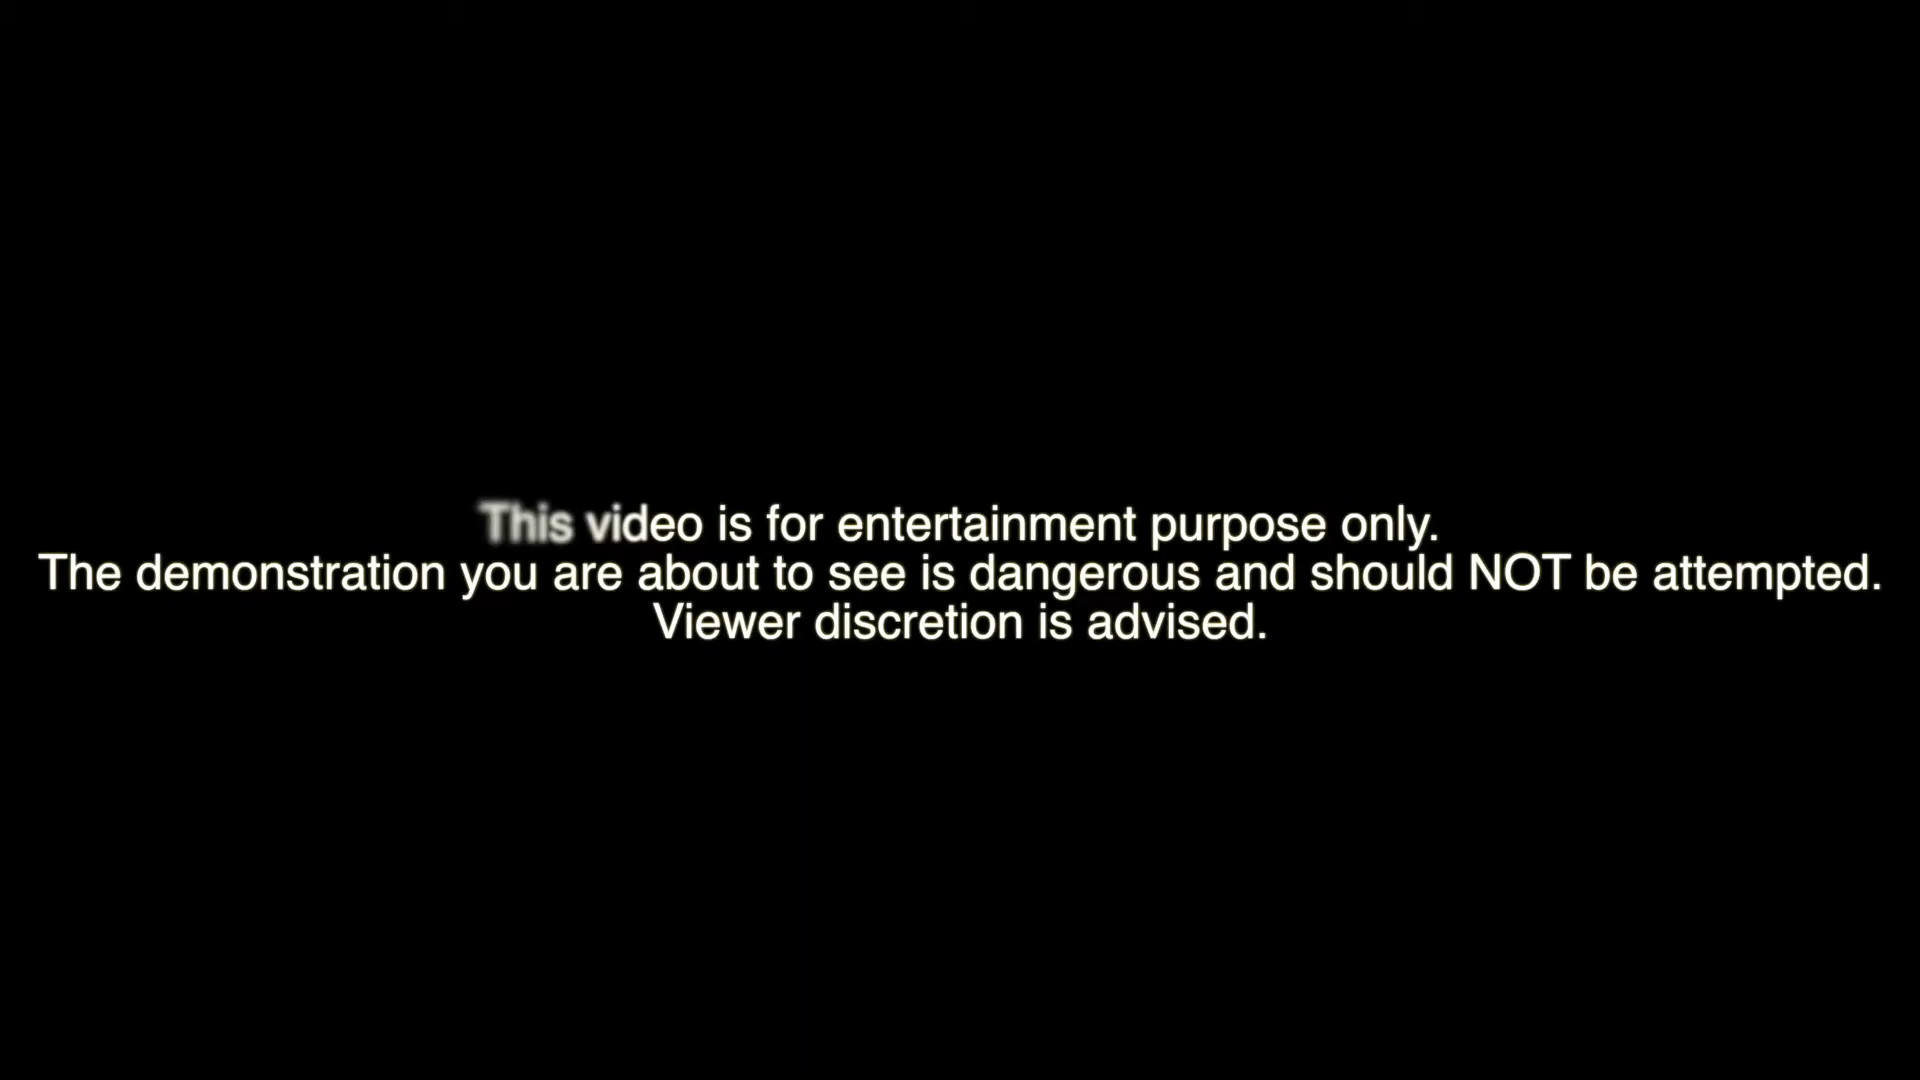 This video is for entertainment purpose only.
The demonstration you are about to see is dangerous and should NOT be attempted.
Viewer discretion is advised.